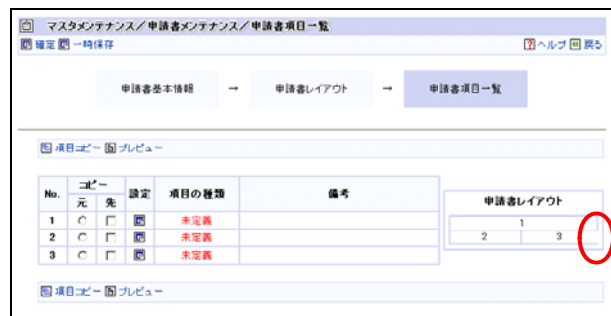 マスタメンテナンス／申請書メンテナンス／申請書項目一覧
確定 一時保存 ヘルプ 戻る
申請書基本情報 → 申請書レイアウト → 申請書項目一覧
項目コピー プレビュー
No. コピー 設定 項目の種類 備考
元 先
1 未定義
2 未定義
3 未定義
申請書レイアウト
1
2 3
項目コピー プレビュー